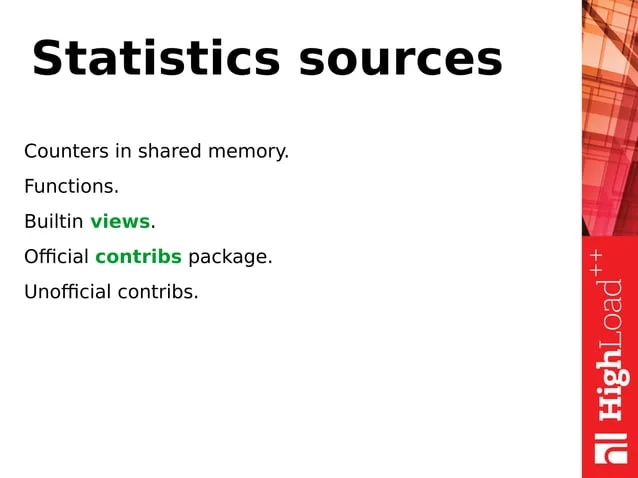 Statistics sources
Counters in shared memory.
Functions.
Builtin views.
Official contribs package.
Unofficial contribs.
HighLoad++